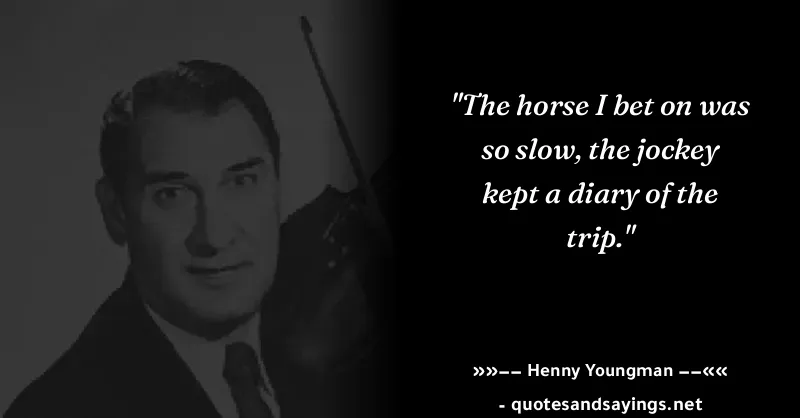 "The horse I bet on was
so slow, the jockey
kept a diary of the
trip."
»»−− Henny Youngman −−««
- quotesandsayings.net